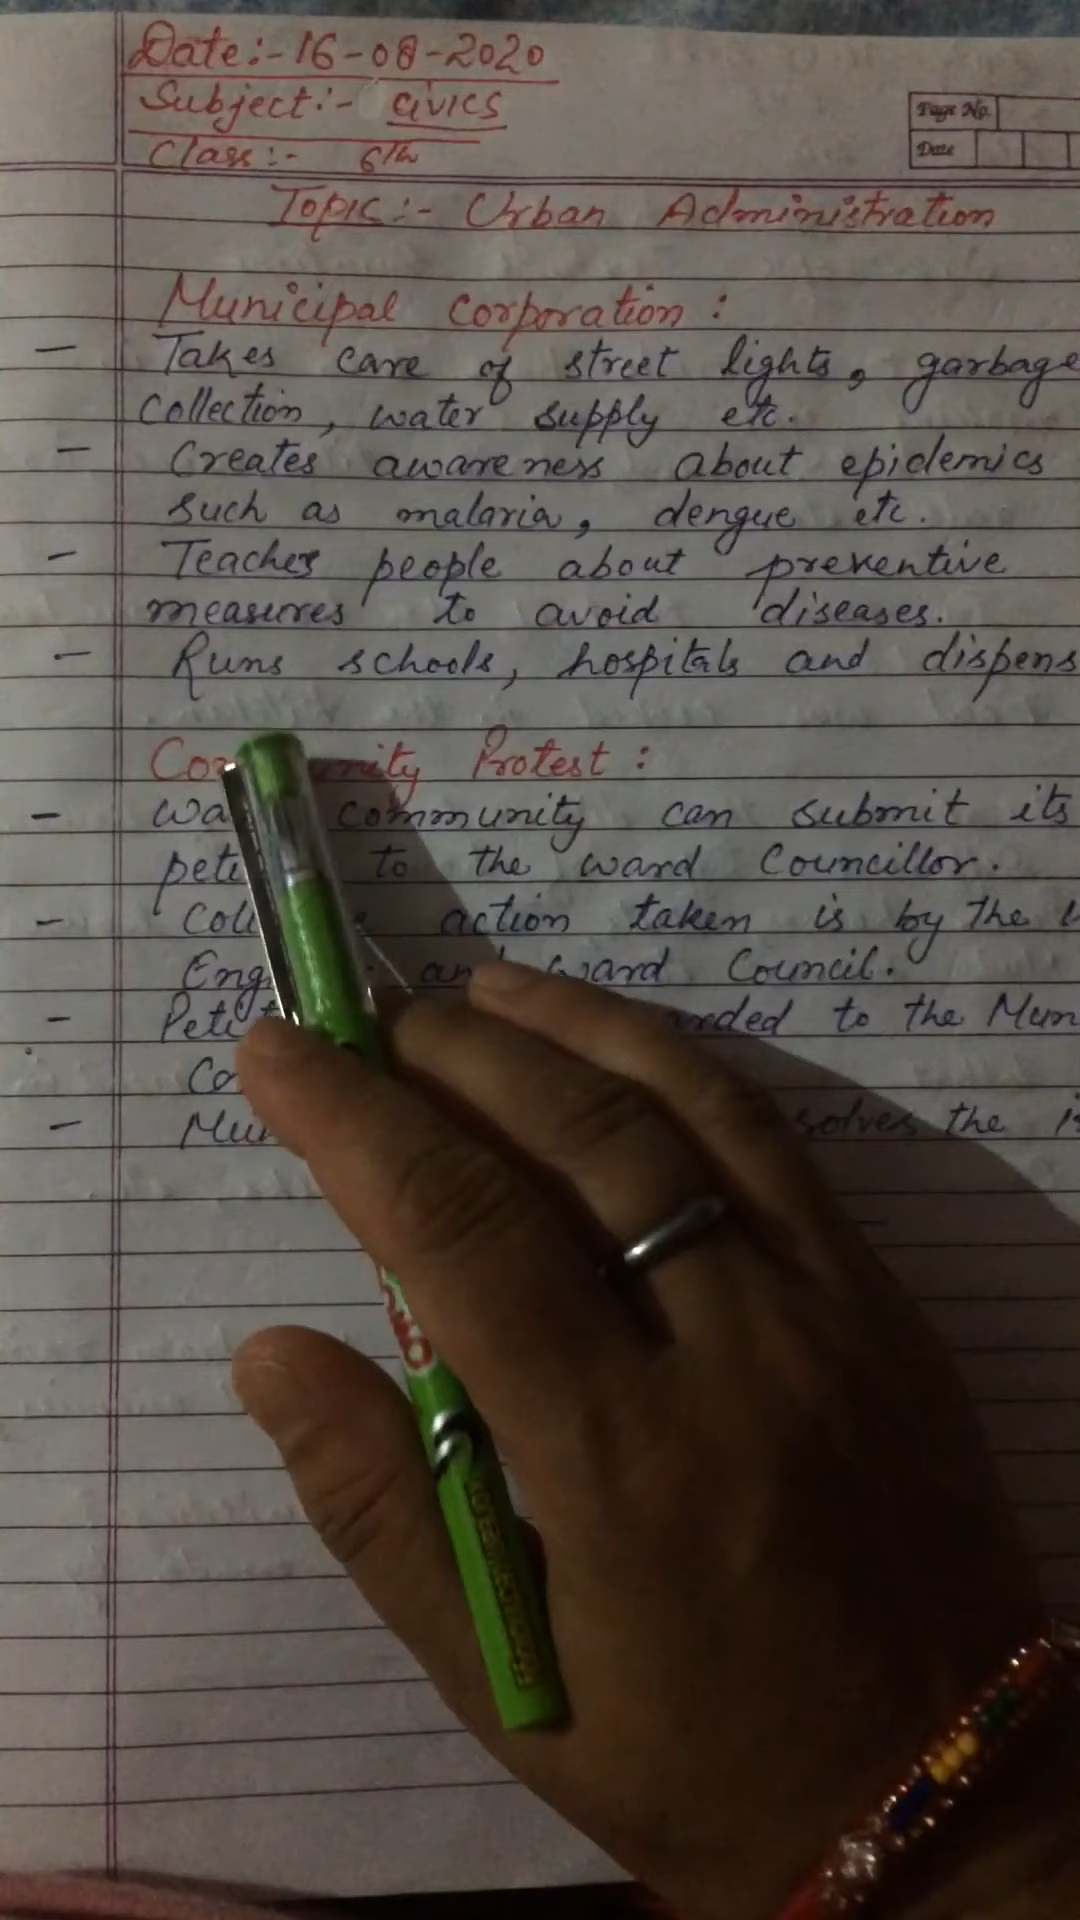 Date:- 16-08-2020
Subject:- civics
Class:- 6th
Page No.
Date
Topic:- Urban Administration
Municipal Corporation:
- Takes care of street lights, garbage
collection, water supply etc.
- Creates awareness about epidemics
such as malaria, dengue etc.
- Teaches people about preventive
measures to avoid diseases.
- Runs schools, hospitals and dispens
Protest:
- community can submit its
to the ward Councillor.
- action taken is by the
ward Council.
- to the Mun
- solves the